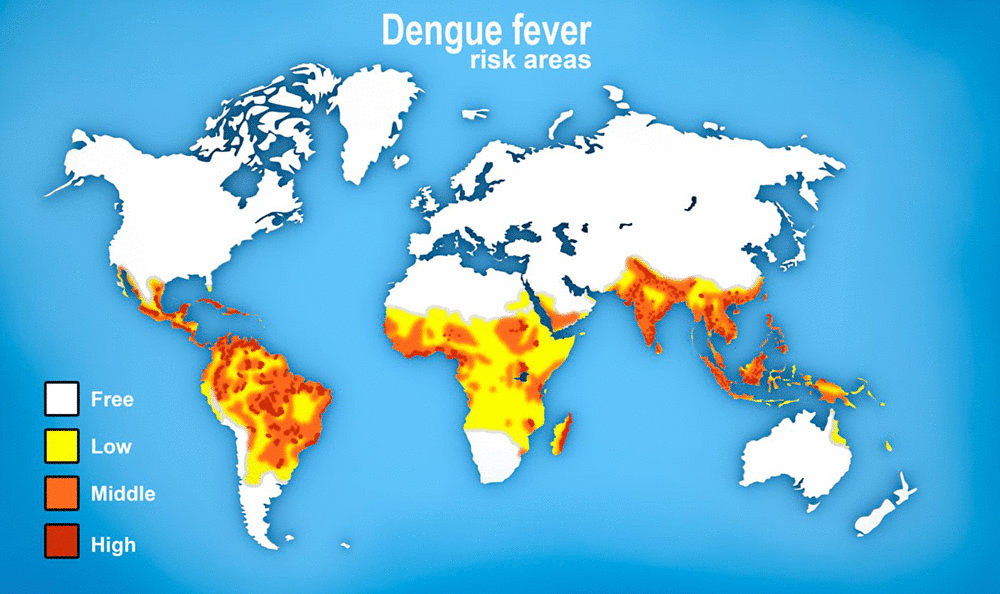 Dengue fever
risk areas
Free
Low
Middle
High